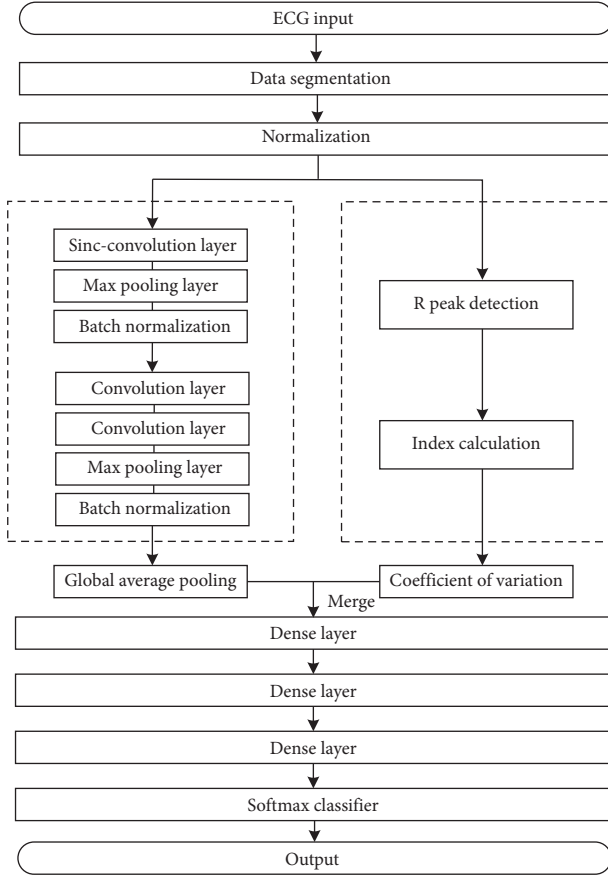 ECG input
Data segmentation
Normalization
Sinc-convolution layer
Max pooling layer
Batch normalization
Convolution layer
Convolution layer
Max pooling layer
Batch normalization
Global average pooling
R peak detection
Index calculation
Coefficient of variation
Merge
Dense layer
Dense layer
Dense layer
Softmax classifier
Output